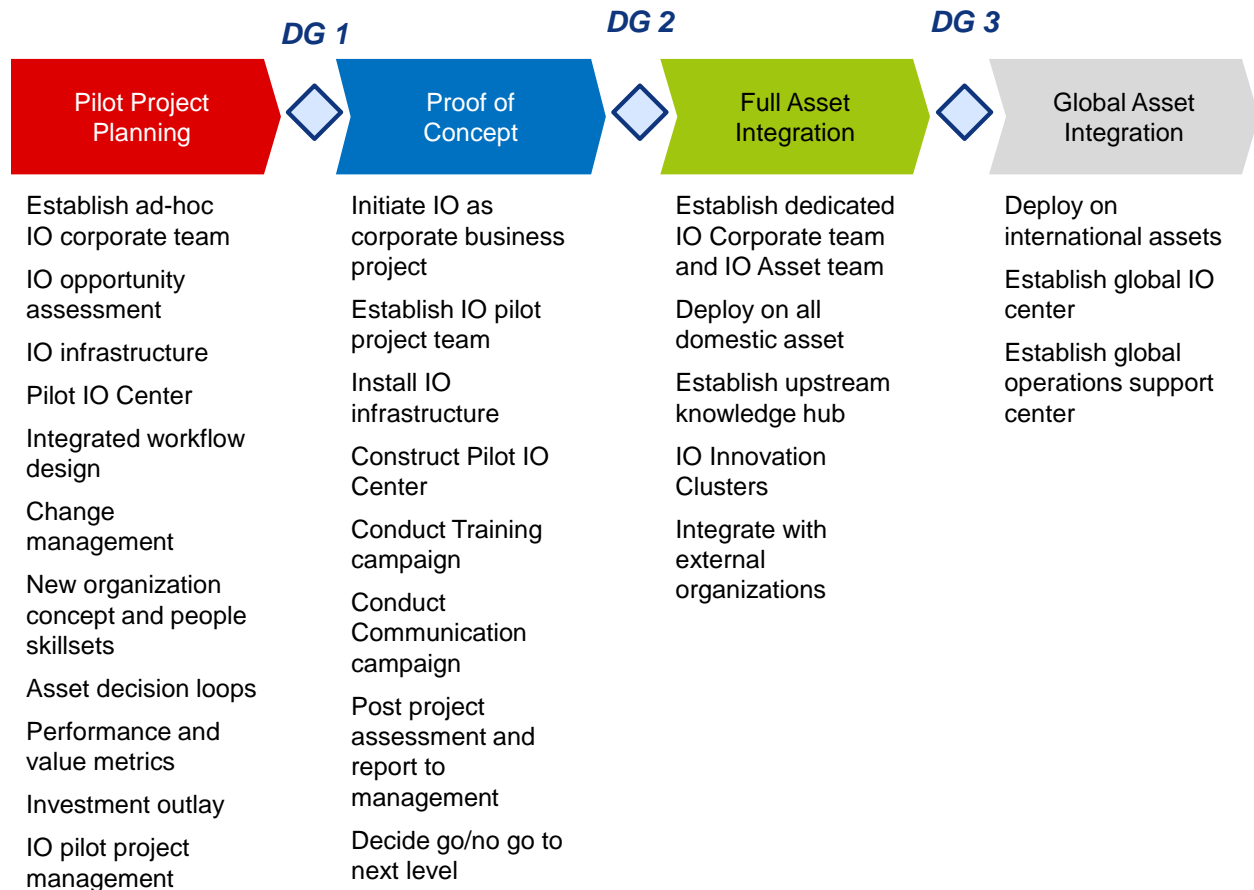 DG 1
DG 2
DG 3
Pilot Project
Planning
Proof of
Concept
Full Asset
Integration
Global Asset
Integration
Establish ad-hoc
IO corporate team
IO opportunity
assessment
IO infrastructure
Pilot IO Center
Integrated workflow
design
Change
management
New organization
concept and people
skillsets
Asset decision loops
Performance and
value metrics
Investment outlay
IO pilot project
management
Initiate IO as
corporate business
project
Establish IO pilot
project team
Install IO
infrastructure
Construct Pilot IO
Center
Conduct Training
campaign
Conduct
Communication
campaign
Post project
assessment and
report to
management
Decide go/no go to
next level
Establish dedicated
IO Corporate team
and IO Asset team
Deploy on all
domestic asset
Establish upstream
knowledge hub
IO Innovation
Clusters
Integrate with
external
organizations
Deploy on
international assets
Establish global IO
center
Establish global
operations support
center